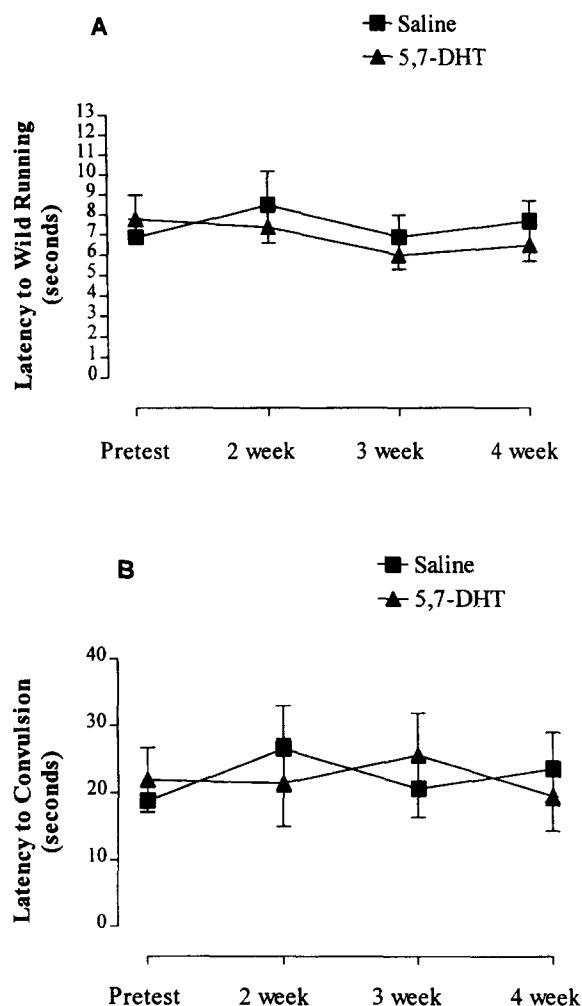 A
Saline
5,7-DHT
Latency to Wild Running
(seconds)
13
12
11
10
9
8
7
6
5
4
3
2
1
0
Pretest 2 week 3 week 4 week
B
Saline
5,7-DHT
Latency to Convulsion
(seconds)
40
30
20
10
0
Pretest 2 week 3 week 4 week